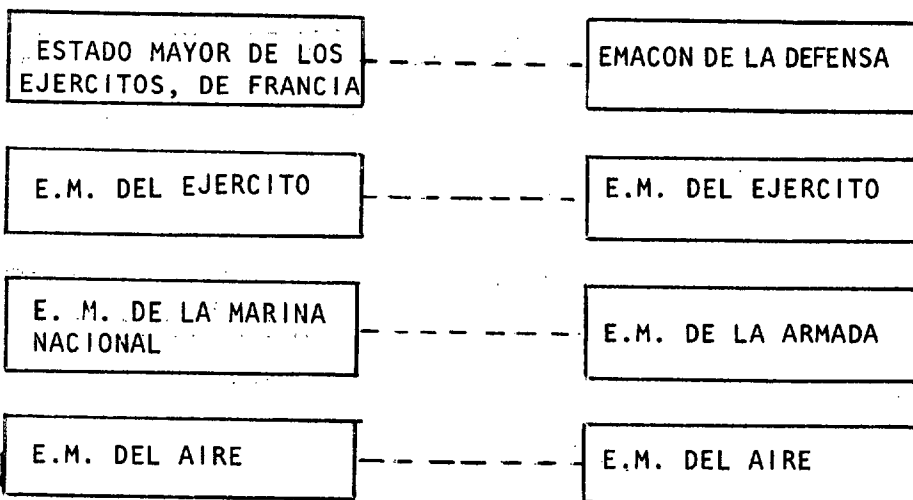 ESTADO MAYOR DE LOS
EJERCITOS, DE FRANCIA
EMACON DE LA DEFENSA
E.M. DEL EJERCITO
E.M. DEL EJERCITO
E. M. DE LA MARINA
NACIONAL
E.M. DE LA ARMADA
E.M. DEL AIRE
E.M. DEL AIRE